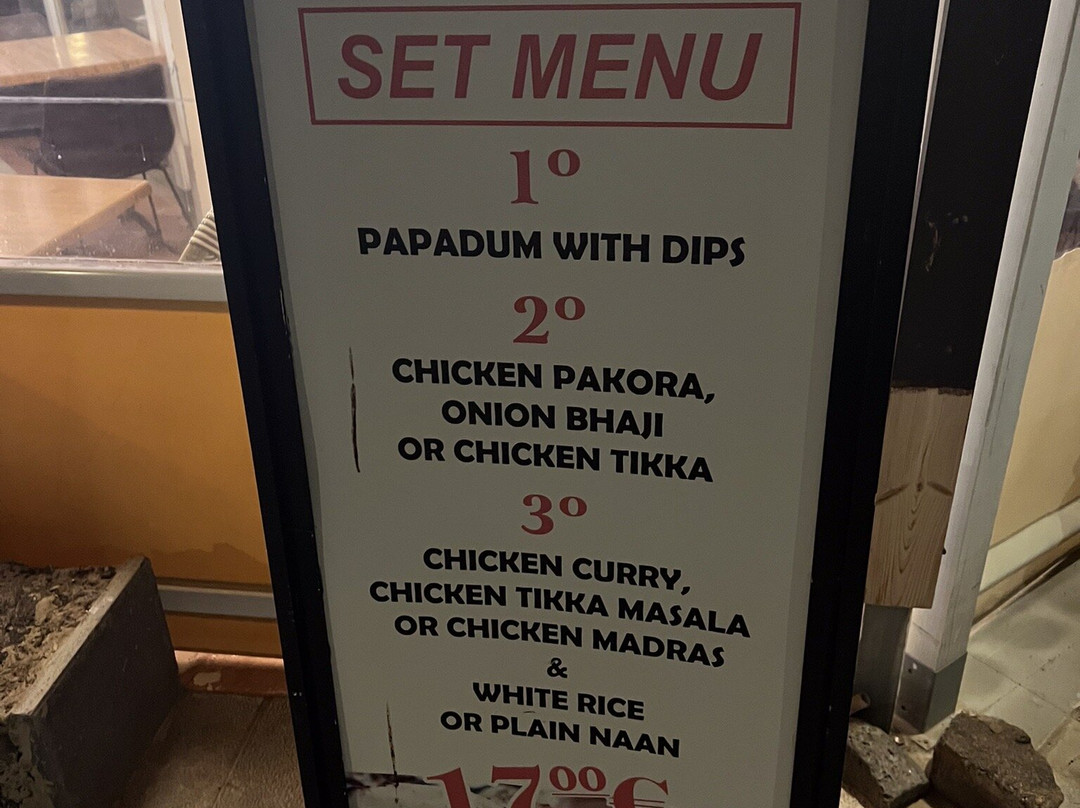 SET MENU
1º
PAPADUM WITH DIPS
2º
CHICKEN PAKORA,
ONION BHAJI
OR CHICKEN TIKKA
3º
CHICKEN CURRY,
CHICKEN TIKKA MASALA
OR CHICKEN MADRAS
&
WHITE RICE
OR PLAIN NAAN
17⁰⁰€